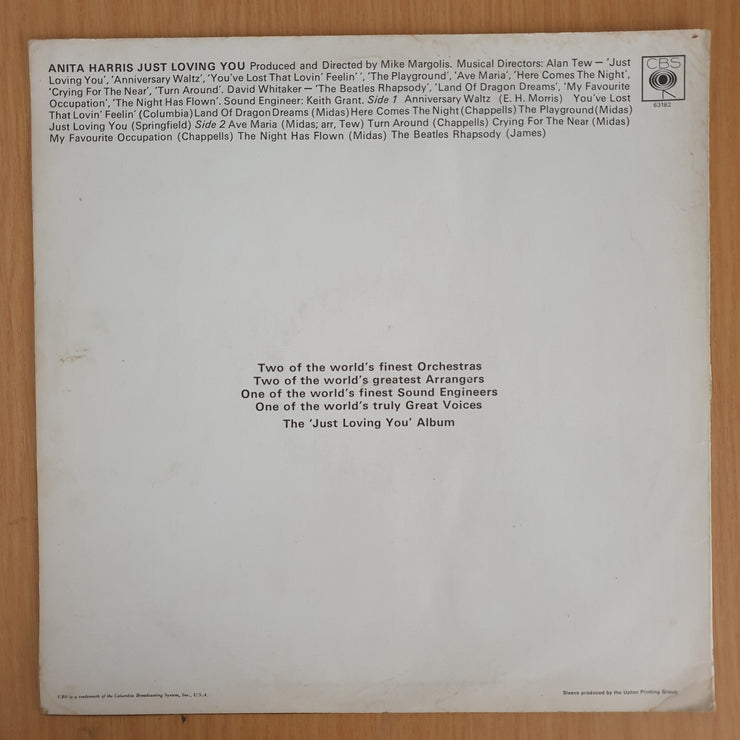 ANITA HARRIS JUST LOVING YOU Produced and Directed by Mike Margolis. Musical Directors: Alan Tew – 'Just
Loving You', 'Anniversary Waltz', 'You've Lost That Lovin' Feelin'', 'The Playground', 'Ave Maria', 'Here Comes The Night',
'Crying For The Near', 'Turn Around'. David Whitaker – 'The Beatles Rhapsody', 'Land Of Dragon Dreams', 'My Favourite
Occupation', 'The Night Has Flown'. Sound Engineer: Keith Grant. Side 1 Anniversary Waltz (E. H. Morris) You've Lost
That Lovin' Feelin' (Columbia) Land Of Dragon Dreams (Midas) Here Comes The Night (Chappells) The Playground (Midas)
Just Loving You (Springfield) Side 2 Ave Maria (Midas; arr, Tew) Turn Around (Chappells) Crying For The Near (Midas)
My Favourite Occupation (Chappells) The Night Has Flown (Midas) The Beatles Rhapsody (James)
CBS
63182
Two of the world's finest Orchestras
Two of the world's greatest Arrangers
One of the world's finest Sound Engineers
One of the world's truly Great Voices
The 'Just Loving You' Album
CBS is a trademark of the Columbia Broadcasting System, Inc., U.S.A.
Sleeve produced by the Upton Printing Group